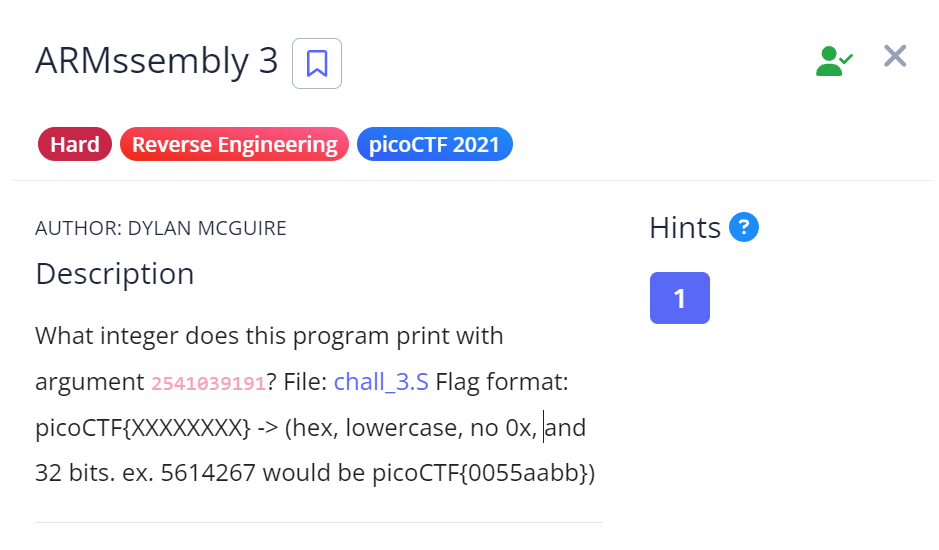 ARMssembly 3
Hard Reverse Engineering picoCTF 2021
AUTHOR: DYLAN MCGUIRE
Hints ?
Description
1
What integer does this program print with
argument 2541039191? File: chall_3.S Flag format:
picoCTF{XXXXXXXX} -> (hex, lowercase, no 0x, and
32 bits. ex. 5614267 would be picoCTF{0055aabb})